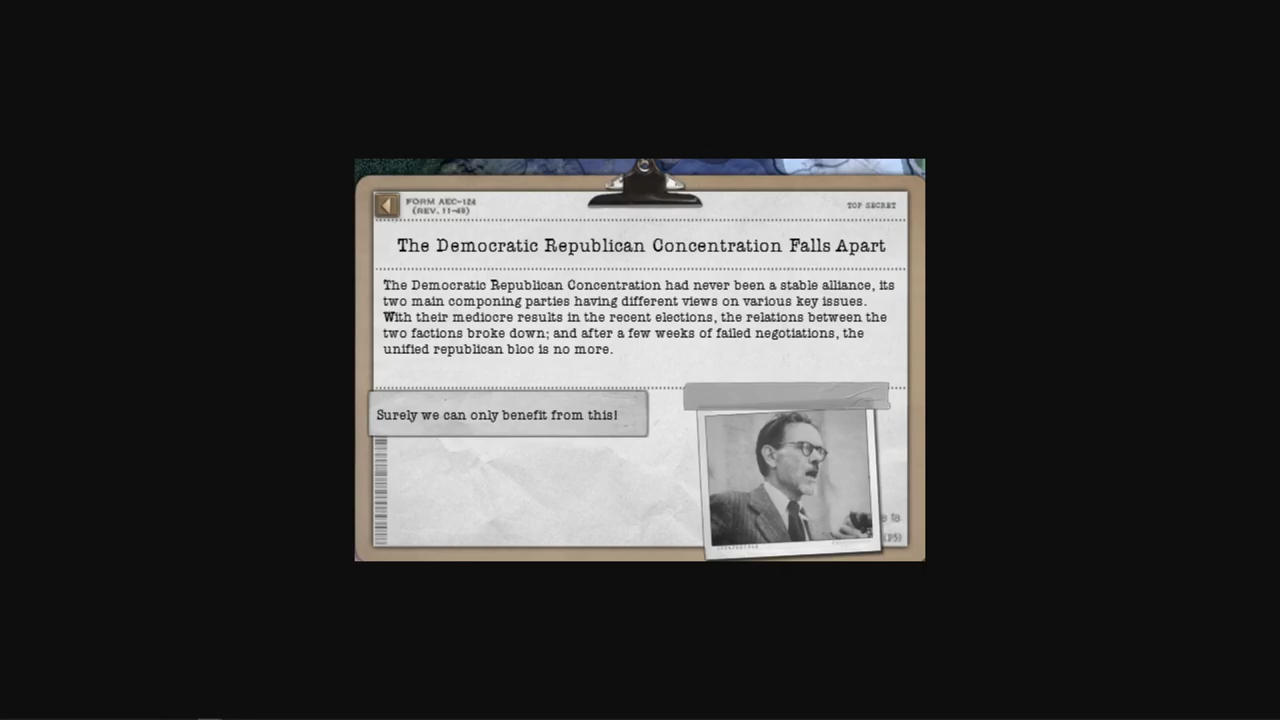 FORM AEC-124
(REV. 11-49)
TOP SECRET
The Democratic Republican Concentration Falls Apart
The Democratic Republican Concentration had never been a stable alliance, its
two main componing parties having different views on various key issues.
With their mediocre results in the recent elections, the relations between the
two factions broke down; and after a few weeks of failed negotiations, the
unified republican bloc is no more.
Surely we can only benefit from this!
to
(P5)